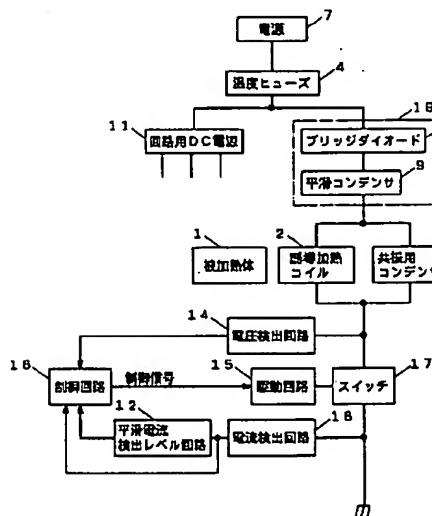 7
電源
4
温度ヒューズ
11
回路用DC電源
10
ブリッジダイオード
9
平滑コンデンサ
1
被加熱体
2
誘導加熱
コイル
共振用
コンデンサ
14
電圧検出回路
16
制御回路
制御信号
15
駆動回路
17
スイッチ
12
平滑電流
検出レベル回路
電流検出回路